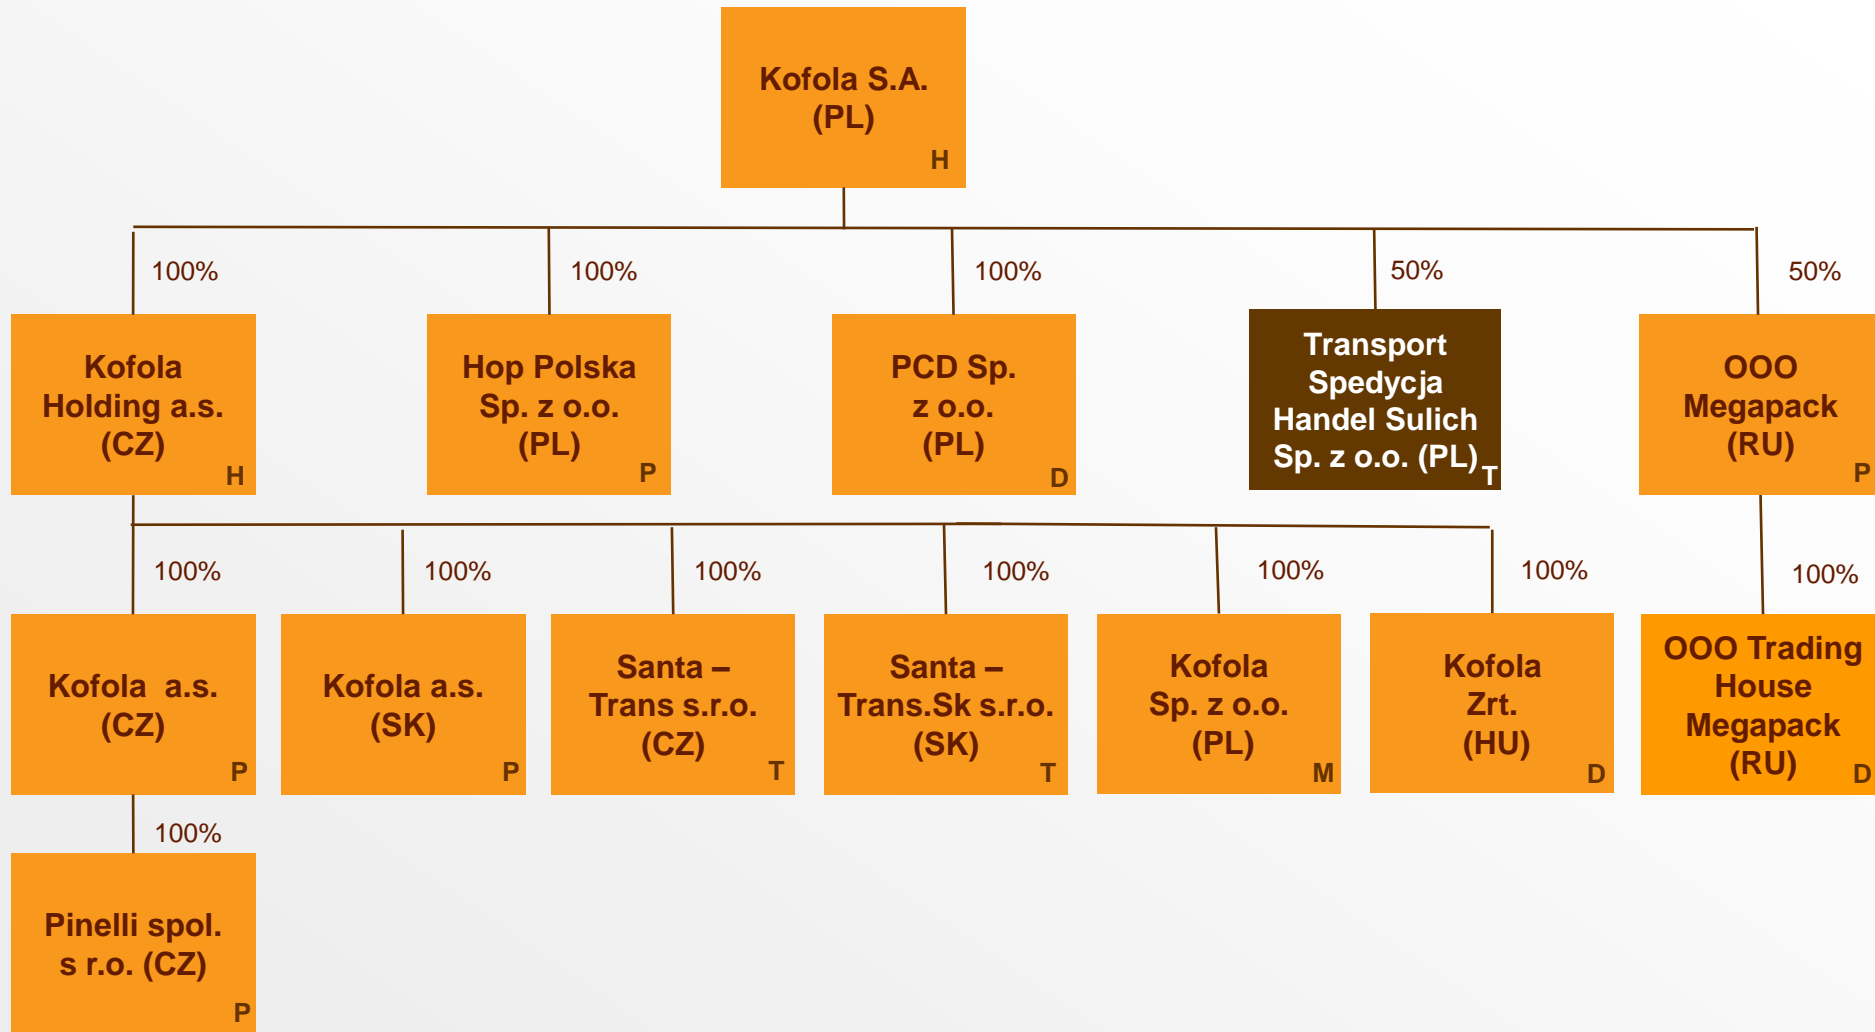 Kofola S.A.
(PL)
H
100%
100%
100%
50%
50%
Kofola
Holding a.s.
(CZ)
H
Hop Polska
Sp. z o.o.
(PL)
P
PCD Sp.
z o.o.
(PL)
D
Transport
Spedycja
Handel Sulich
Sp. z o.o. (PL)
T
OOO
Megapack
(RU)
P
100%
100%
100%
100%
100%
100%
100%
Kofola a.s.
(CZ)
P
Kofola a.s.
(SK)
P
Santa –
Trans s.r.o.
(CZ)
T
Santa –
Trans.Sk s.r.o.
(SK)
T
Kofola
Sp. z o.o.
(PL)
M
Kofola
Zrt.
(HU)
D
OOO Trading
House
Megapack
(RU)
D
100%
Pinelli spol.
s r.o. (CZ)
P